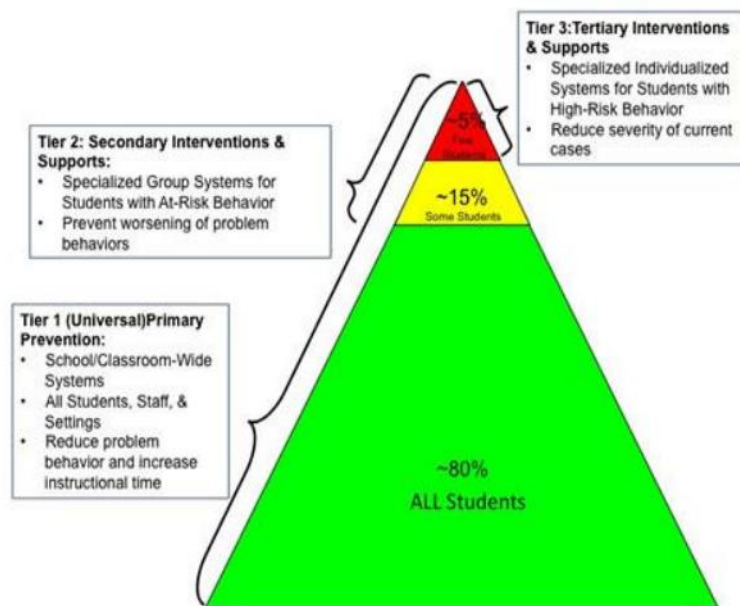 Tier 3:Tertiary Interventions
& Supports
• Specialized Individualized
Systems for Students with
High-Risk Behavior
• Reduce severity of current
cases
Tier 2: Secondary Interventions &
Supports:
• Specialized Group Systems for
Students with At-Risk Behavior
• Prevent worsening of problem
behaviors
Tier 1 (Universal)Primary
Prevention:
• School/Classroom-Wide
Systems
• All Students, Staff, &
Settings
• Reduce problem
behavior and increase
instructional time
~5%
Few
Students
~15%
Some Students
~80%
ALL Students